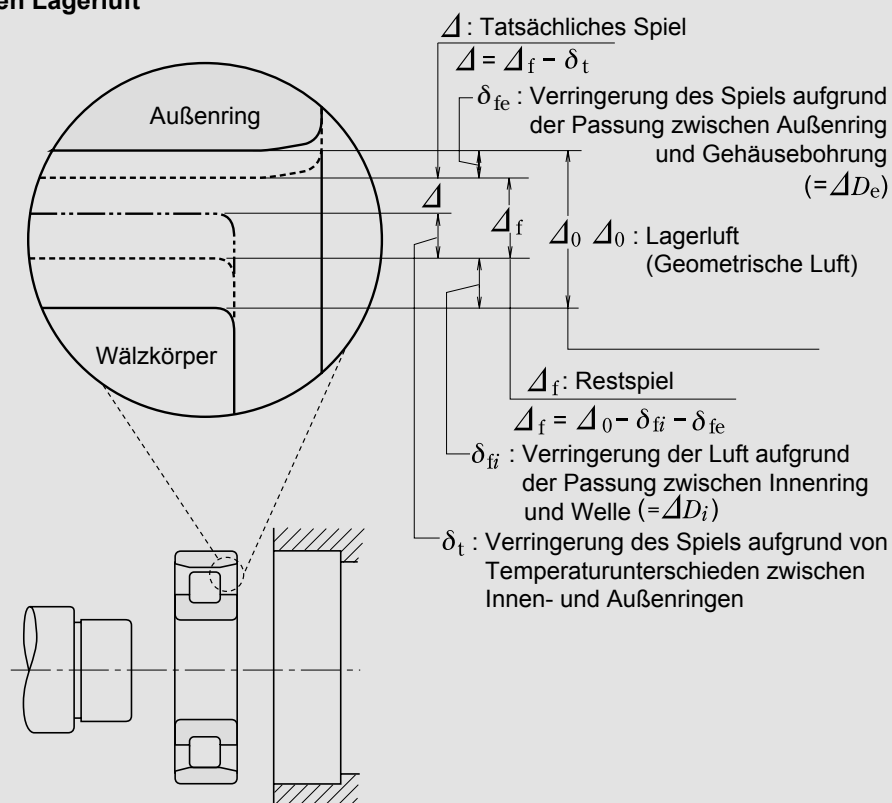 en Lagerluft
Δ : Tatsächliches Spiel
Δ = Δf – δt
δfe : Verringerung des Spiels aufgrund
der Passung zwischen Außenring
und Gehäusebohrung
(=ΔDe)
Außenring
Δ
Δf
Δ0 Δ0 : Lagerluft
(Geometrische Luft)
Wälzkörper
Δf : Restspiel
Δf = Δ0 – δfi – δfe
δfi : Verringerung der Luft aufgrund
der Passung zwischen Innenring
und Welle (=ΔDi)
δt : Verringerung des Spiels aufgrund von
Temperaturunterschieden zwischen
Innen- und Außenringen